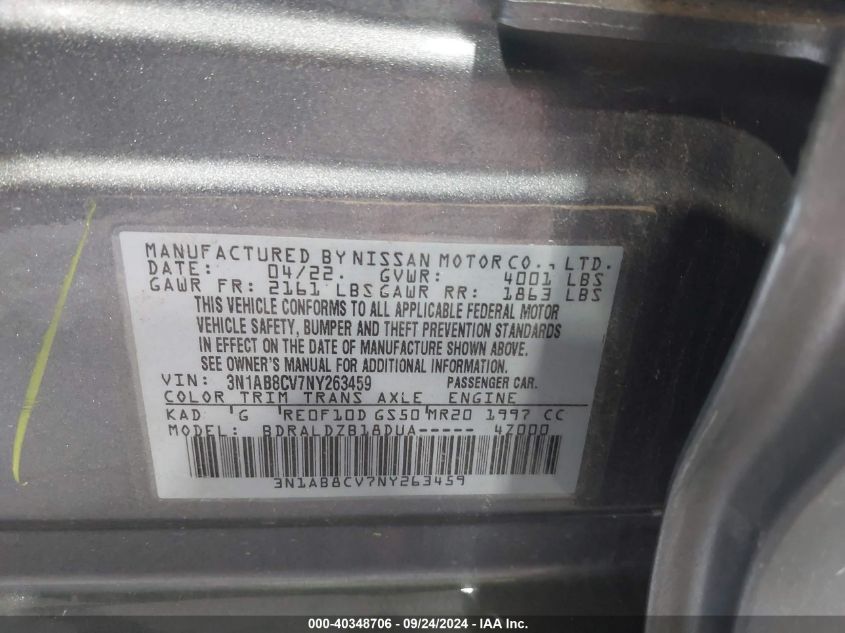 MANUFACTURED BY NISSAN MOTOR CO., LTD.
DATE: 04/22. GVWR: 4001 LBS
GAWR FR: 2161 LBS GAWR RR: 1863 LBS
THIS VEHICLE CONFORMS TO ALL APPLICABLE FEDERAL MOTOR
VEHICLE SAFETY, BUMPER AND THEFT PREVENTION STANDARDS
IN EFFECT ON THE DATE OF MANUFACTURE SHOWN ABOVE.
SEE OWNER'S MANUAL FOR ADDITIONAL INFORMATION.
VIN: 3N1AB8CV7NY263459 PASSENGER CAR.
COLOR TRIM TRANS AXLE ENGINE
KAD 'G 'RE0F10D GS50 MR20 1997 CC
MODEL: BDRALDZB18DUA----- 4Z000
3N1AB8CV7NY263459
000-40348706 / 09/24/2024 - IAA Inc.